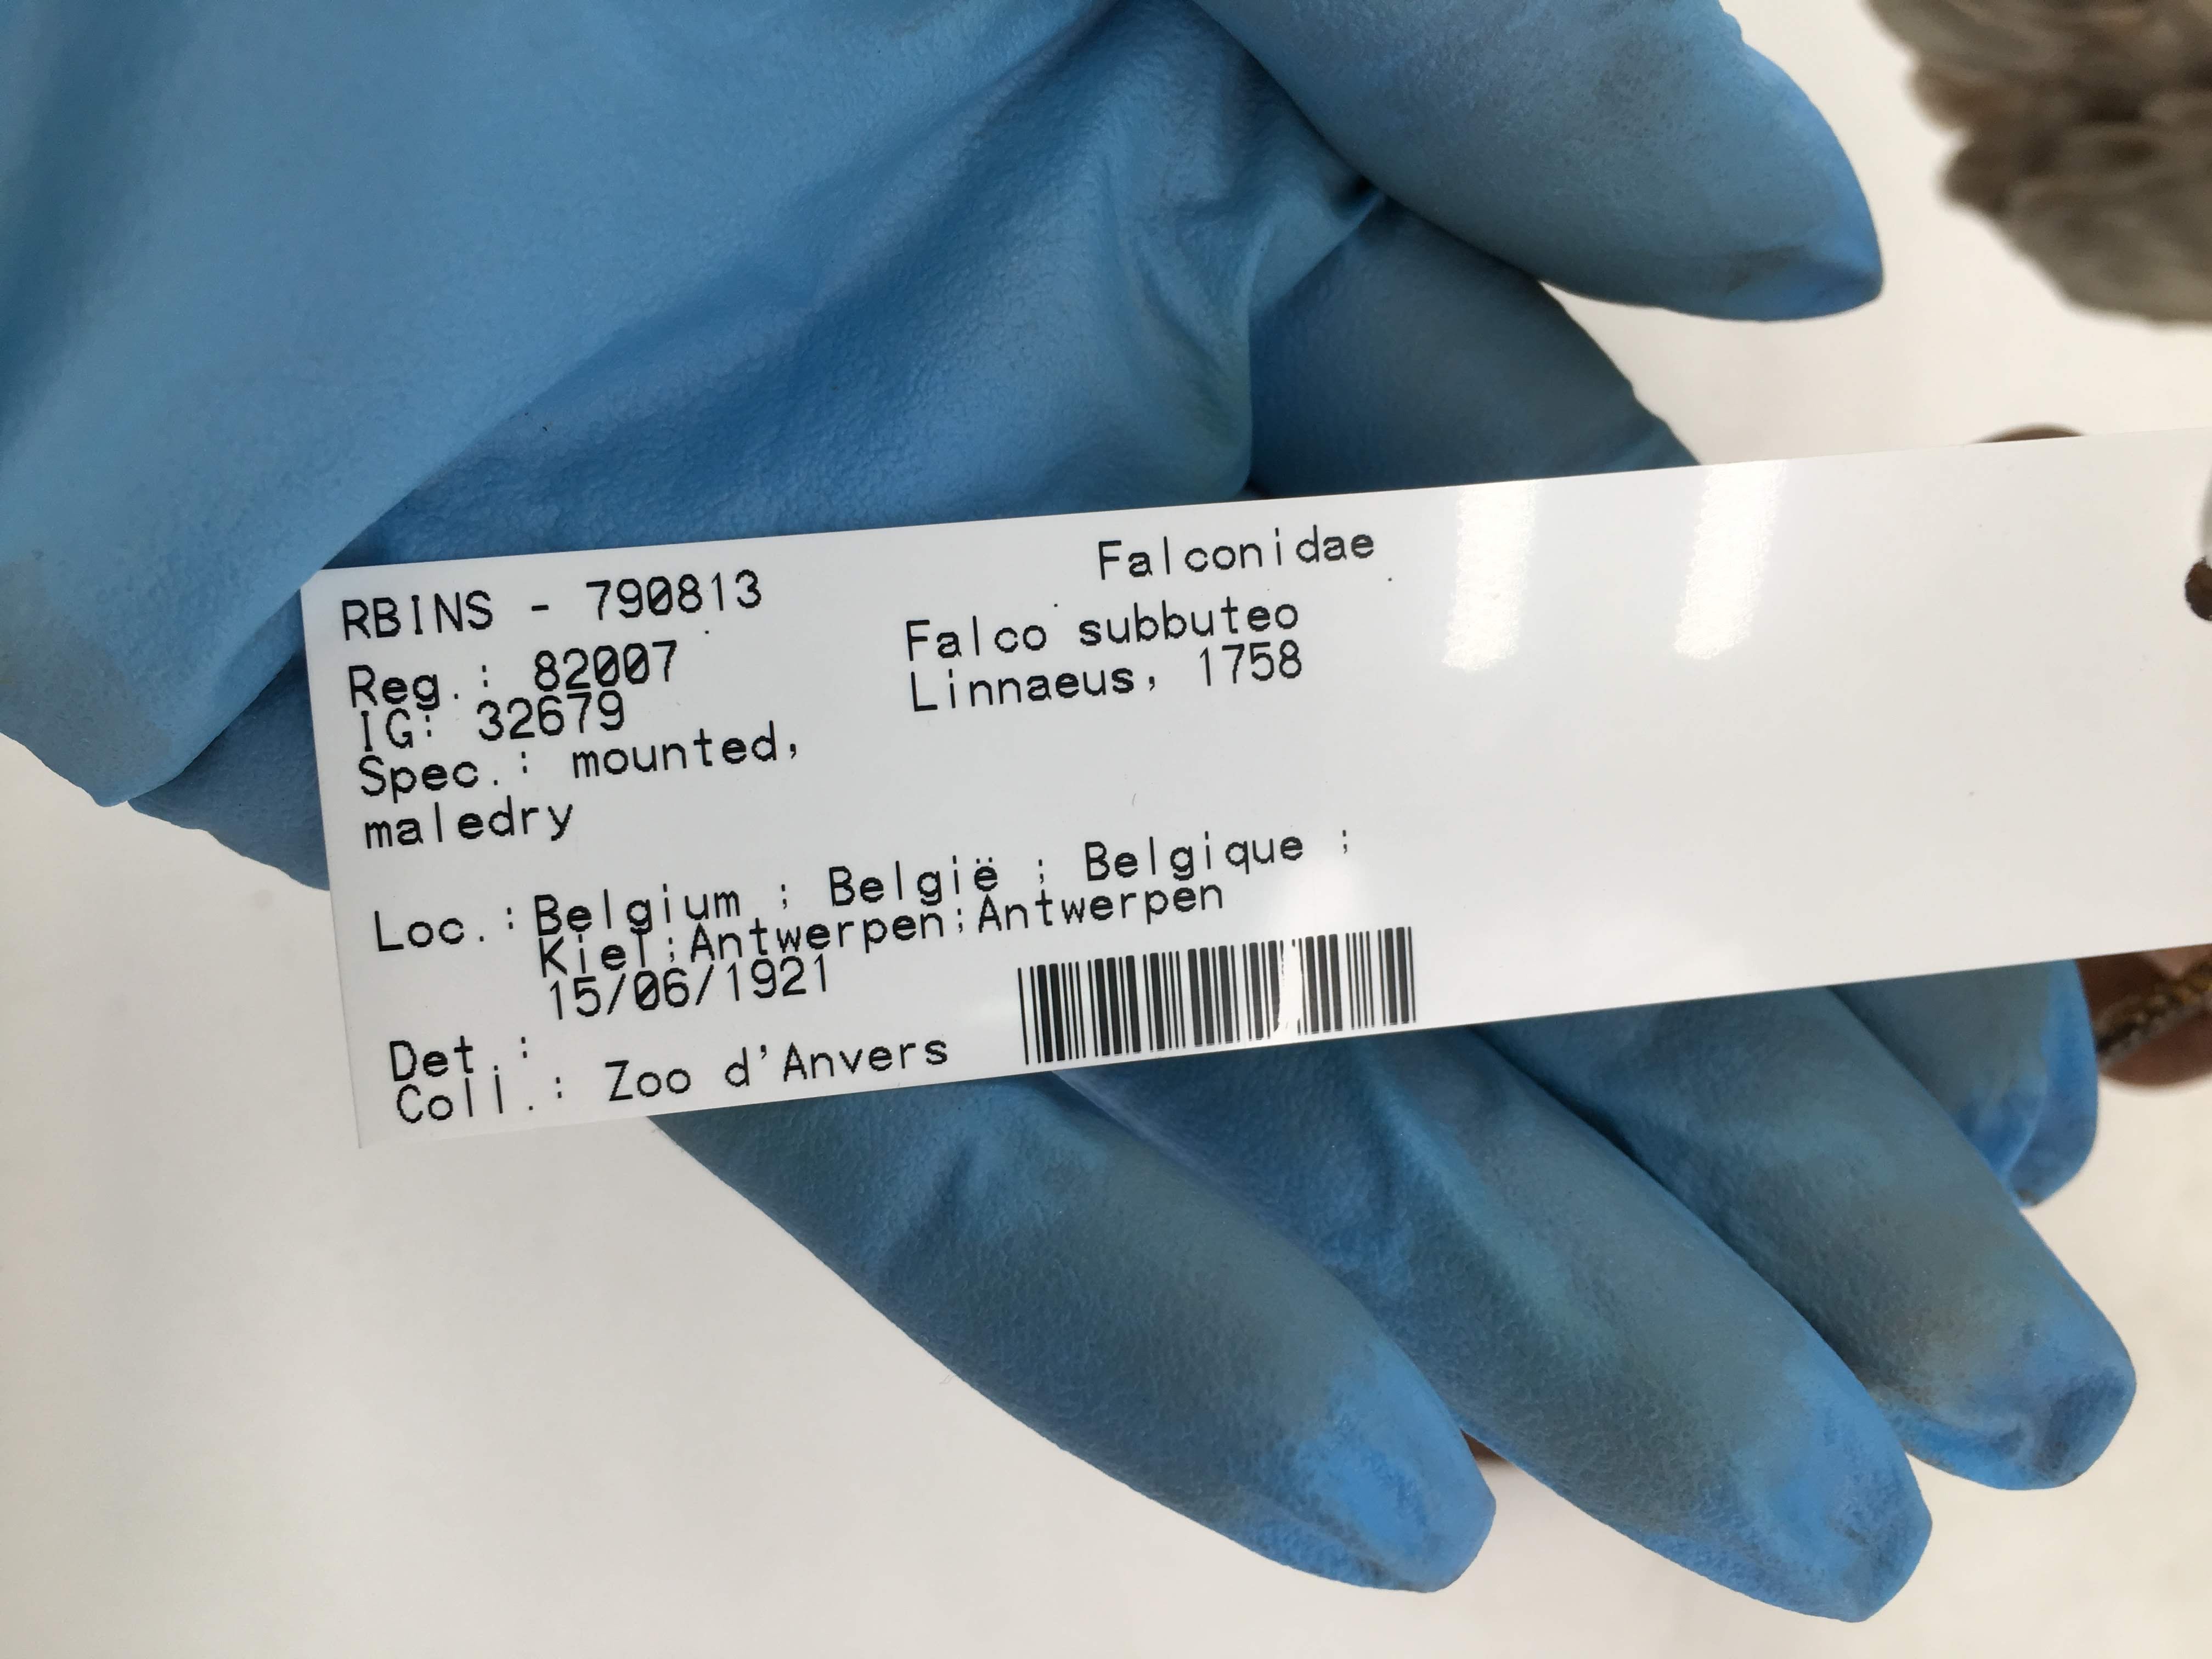 RBINS - 790813
Falconidae
Reg.: 82007
Falco subbuteo
IG: 32679
Linnaeus, 1758
Spec.: mounted,
maledry
Loc.: Belgium ; België ; Belgique ;
Kiel;Antwerpen;Antwerpen
15/06/1921
Det.:
Coll.: Zoo d'Anvers